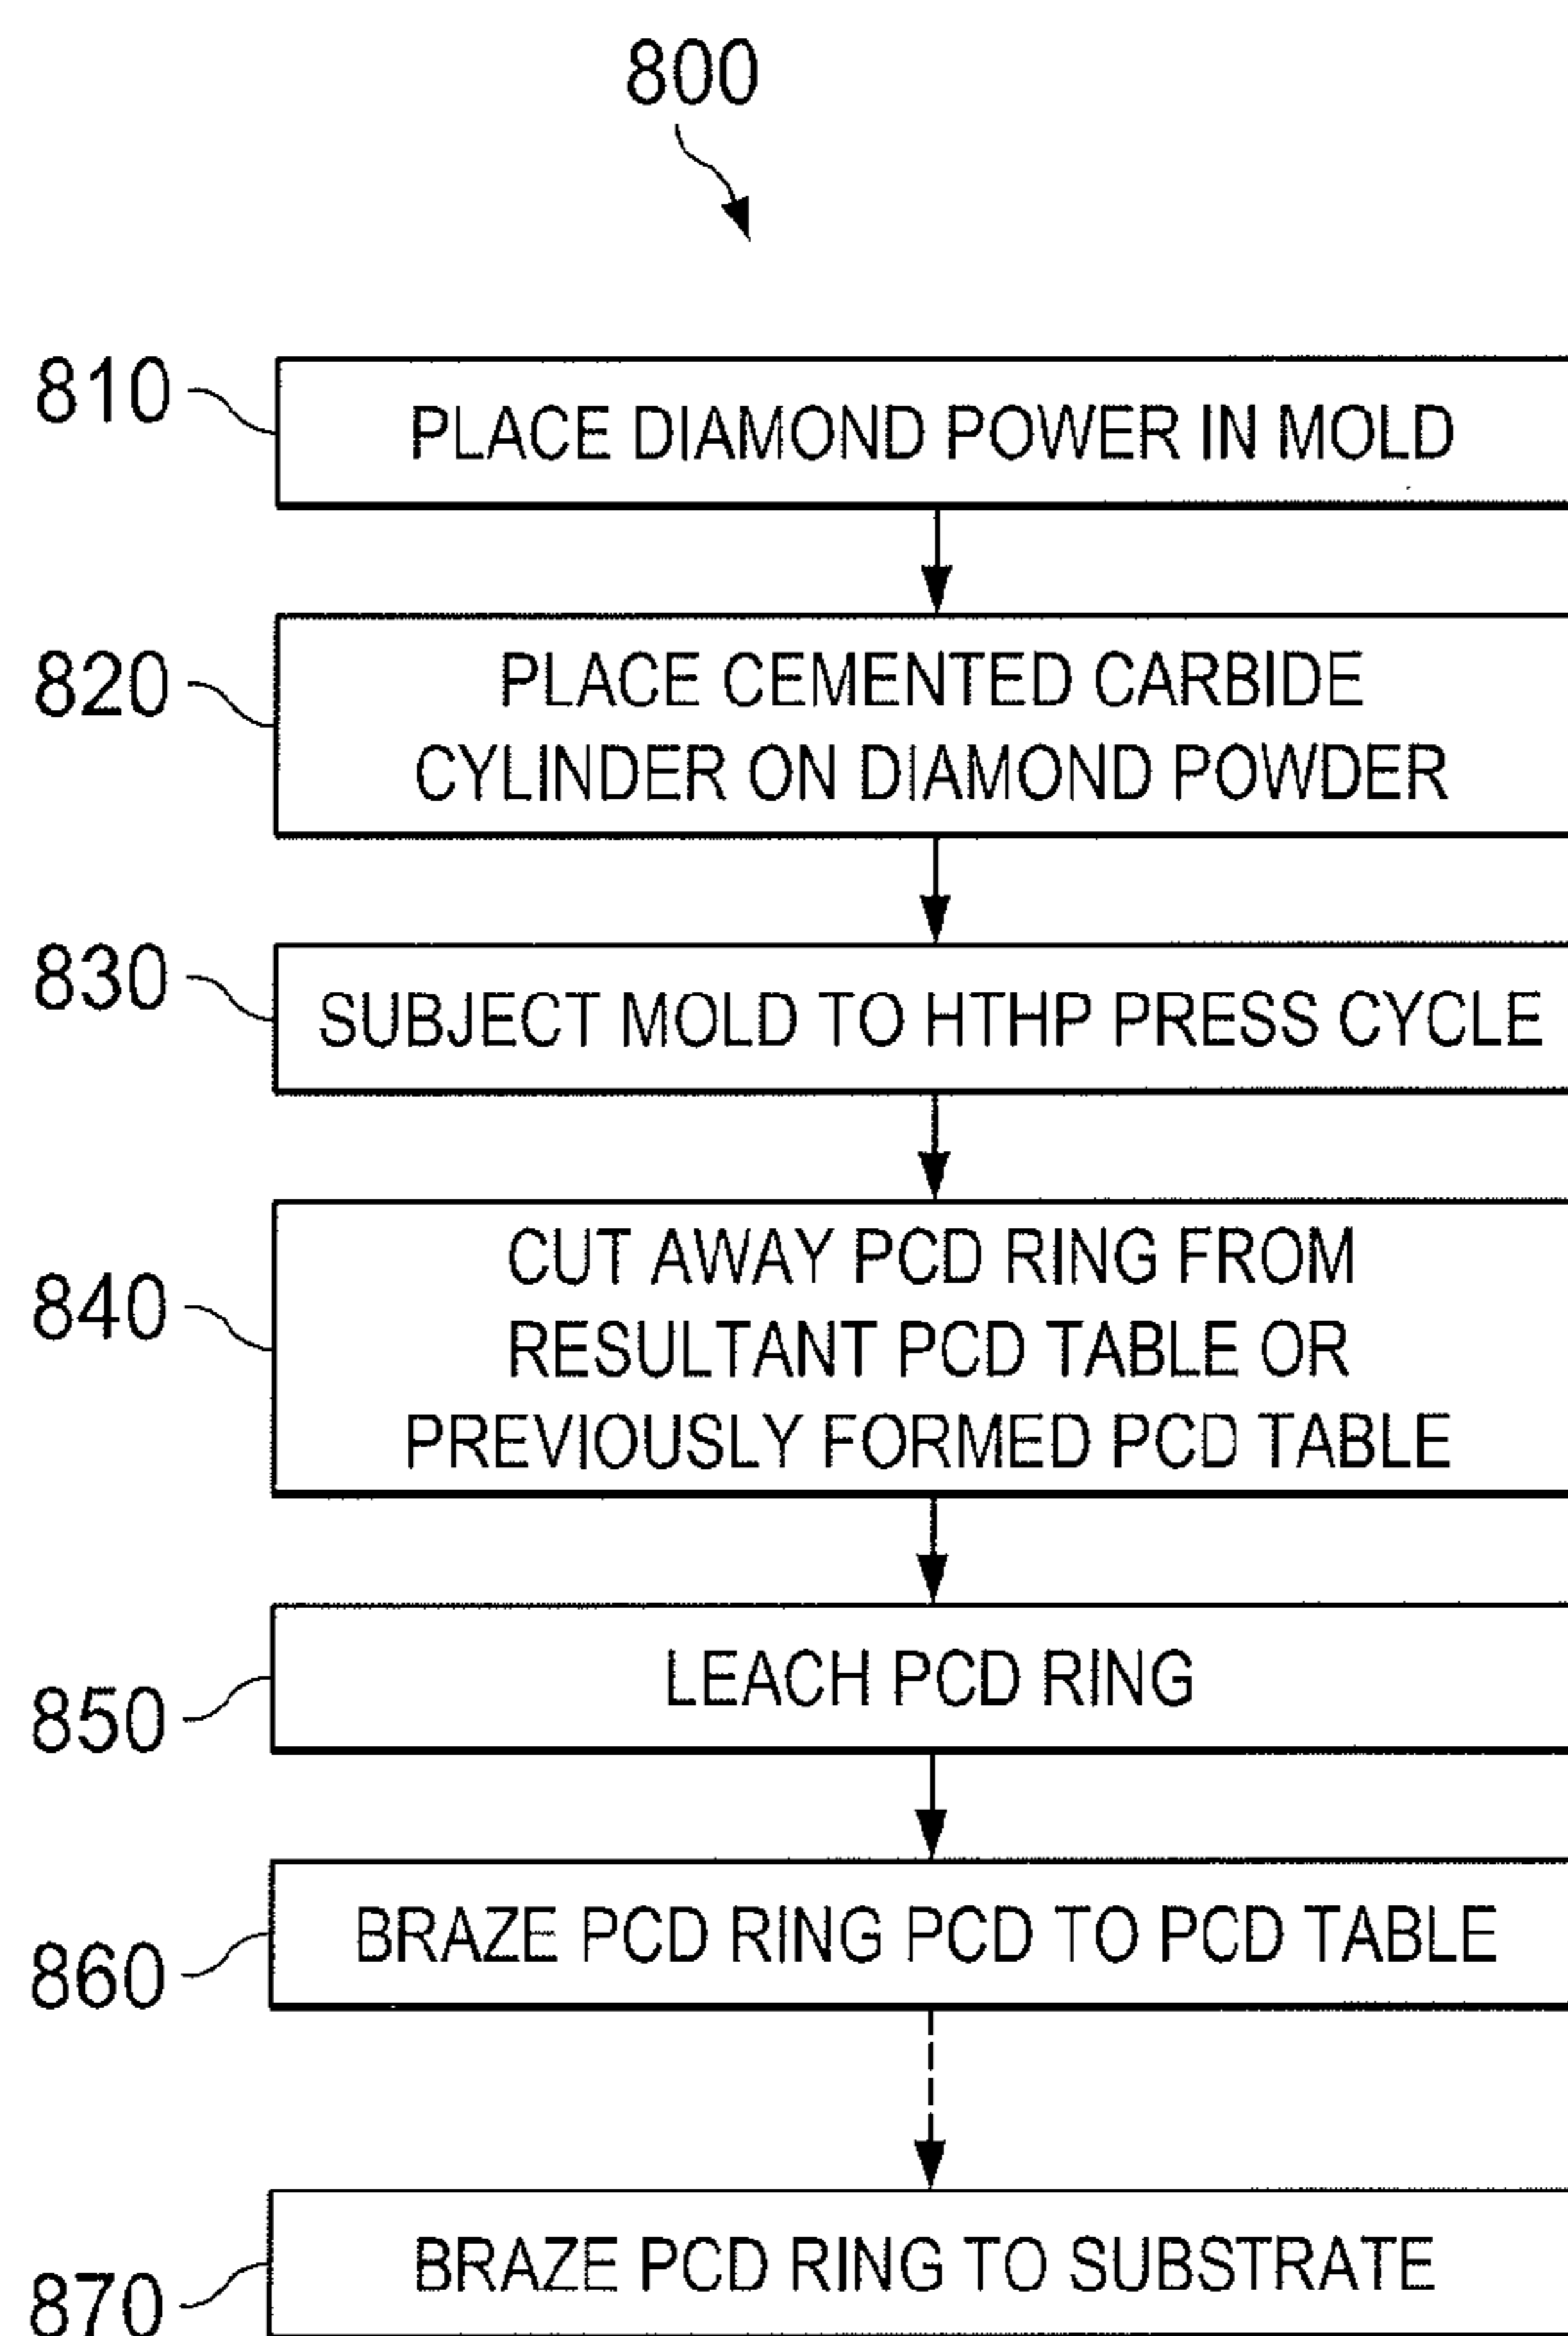 800
810
PLACE DIAMOND POWER IN MOLD
820
PLACE CEMENTED CARBIDE
CYLINDER ON DIAMOND POWDER
830
SUBJECT MOLD TO HTHP PRESS CYCLE
840
CUT AWAY PCD RING FROM
RESULTANT PCD TABLE OR
PREVIOUSLY FORMED PCD TABLE
850
LEACH PCD RING
860
BRAZE PCD RING PCD TO PCD TABLE
870
BRAZE PCD RING TO SUBSTRATE